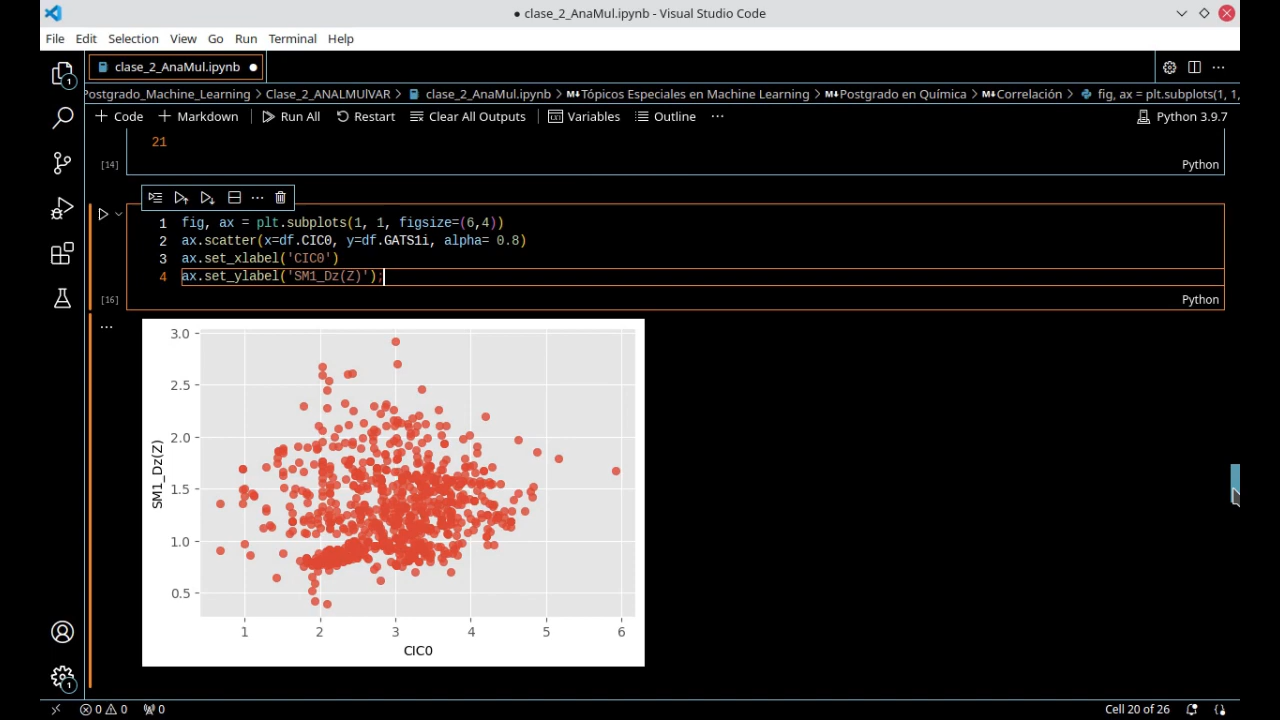 ● clase_2_AnaMul.ipynb - Visual Studio Code
File Edit Selection View Go Run Terminal Help
clase_2_AnaMul.ipynb ●
Postgrado_Machine_Learning > Clase_2_ANALMUlVAR > clase_2_AnaMul.ipynb > M↓Tópicos Especiales en Machine Learning > M↓Postgrado en Química > M↓Correlación > fig, ax = plt.subplots(1, 1,
+ Code + Markdown Run All Restart Clear All Outputs Variables Outline ··· Python 3.9.7
21
[14] Python
1 fig, ax = plt.subplots(1, 1, figsize=(6,4))
2 ax.scatter(x=df.CIC0, y=df.GATS1i, alpha= 0.8)
3 ax.set_xlabel('CIC0')
4 ax.set_ylabel('SM1_Dz(Z)');
[16] Python
···
3.0
2.5
2.0
1.5
1.0
0.5
SM1_Dz(Z)
1 2 3 4 5 6
CIC0
1
1
0 0 0 Cell 20 of 26